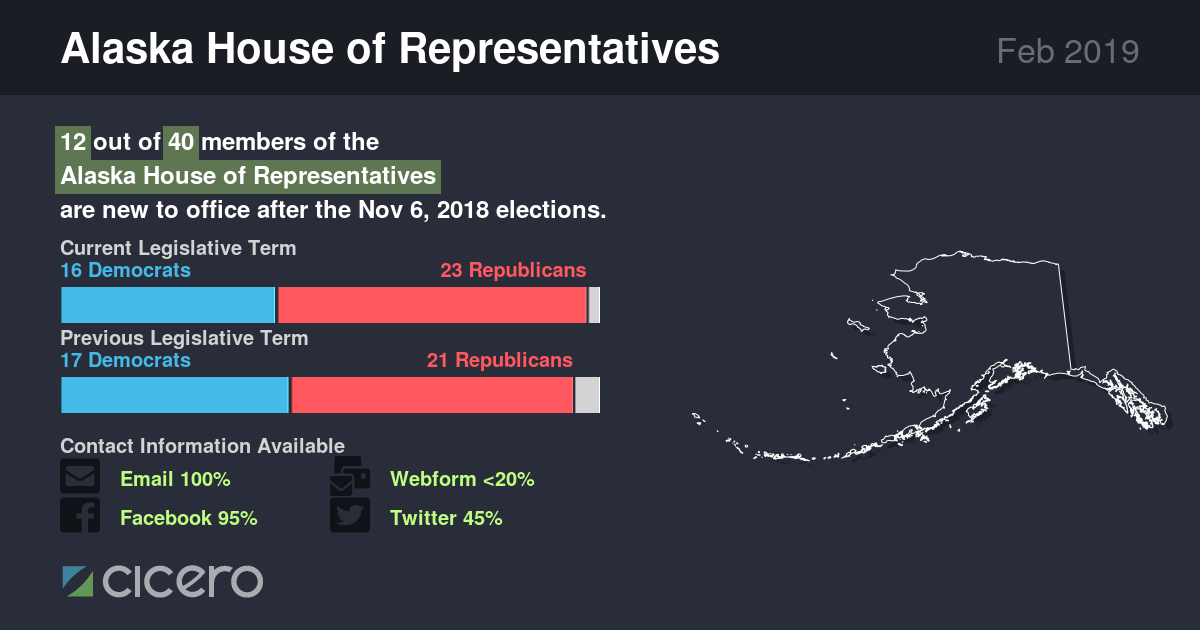 Alaska House of Representatives
Feb 2019
12 out of 40 members of the
Alaska House of Representatives
are new to office after the Nov 6, 2018 elections.
Current Legislative Term
16 Democrats 23 Republicans
Previous Legislative Term
17 Democrats 21 Republicans
Contact Information Available
Email 100% Webform <20%
Facebook 95% Twitter 45%
cicero